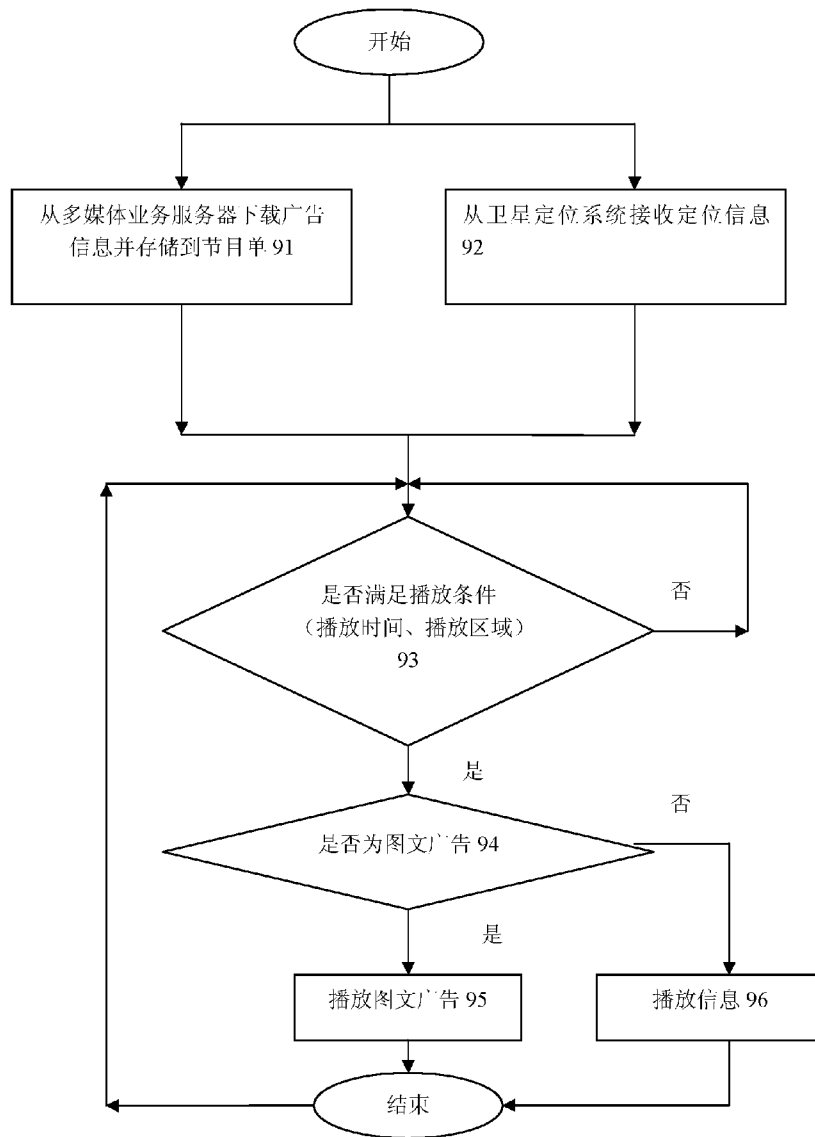 开始
从多媒体业务服务器下载广告
信息并存储到节目单 91
从卫星定位系统接收定位信息
92
是否满足播放条件
（播放时间、播放区域）
93
否
是
是否为图文广告 94
否
是
播放图文广告 95
播放信息 96
结束